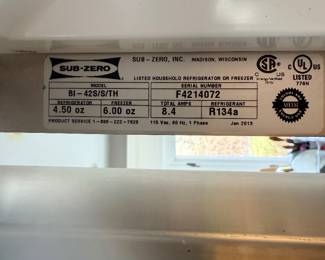 SUB-ZERO
SUB-ZERO, INC. MADISON, WISCONSIN
LISTED HOUSEHOLD REFRIGERATOR OR FREEZER
MODEL SERIAL NUMBER
BI-42S/S/TH F4214072
REFRIGERATOR FREEZER TOTAL AMPS REFRIGERANT
4.50 oz 6.00 oz 8.4 R134a
PRODUCT SERVICE 1-800-222-7820 115 Vac, 60 Hz, 1 Phase Jan 2013
LISTED
776N